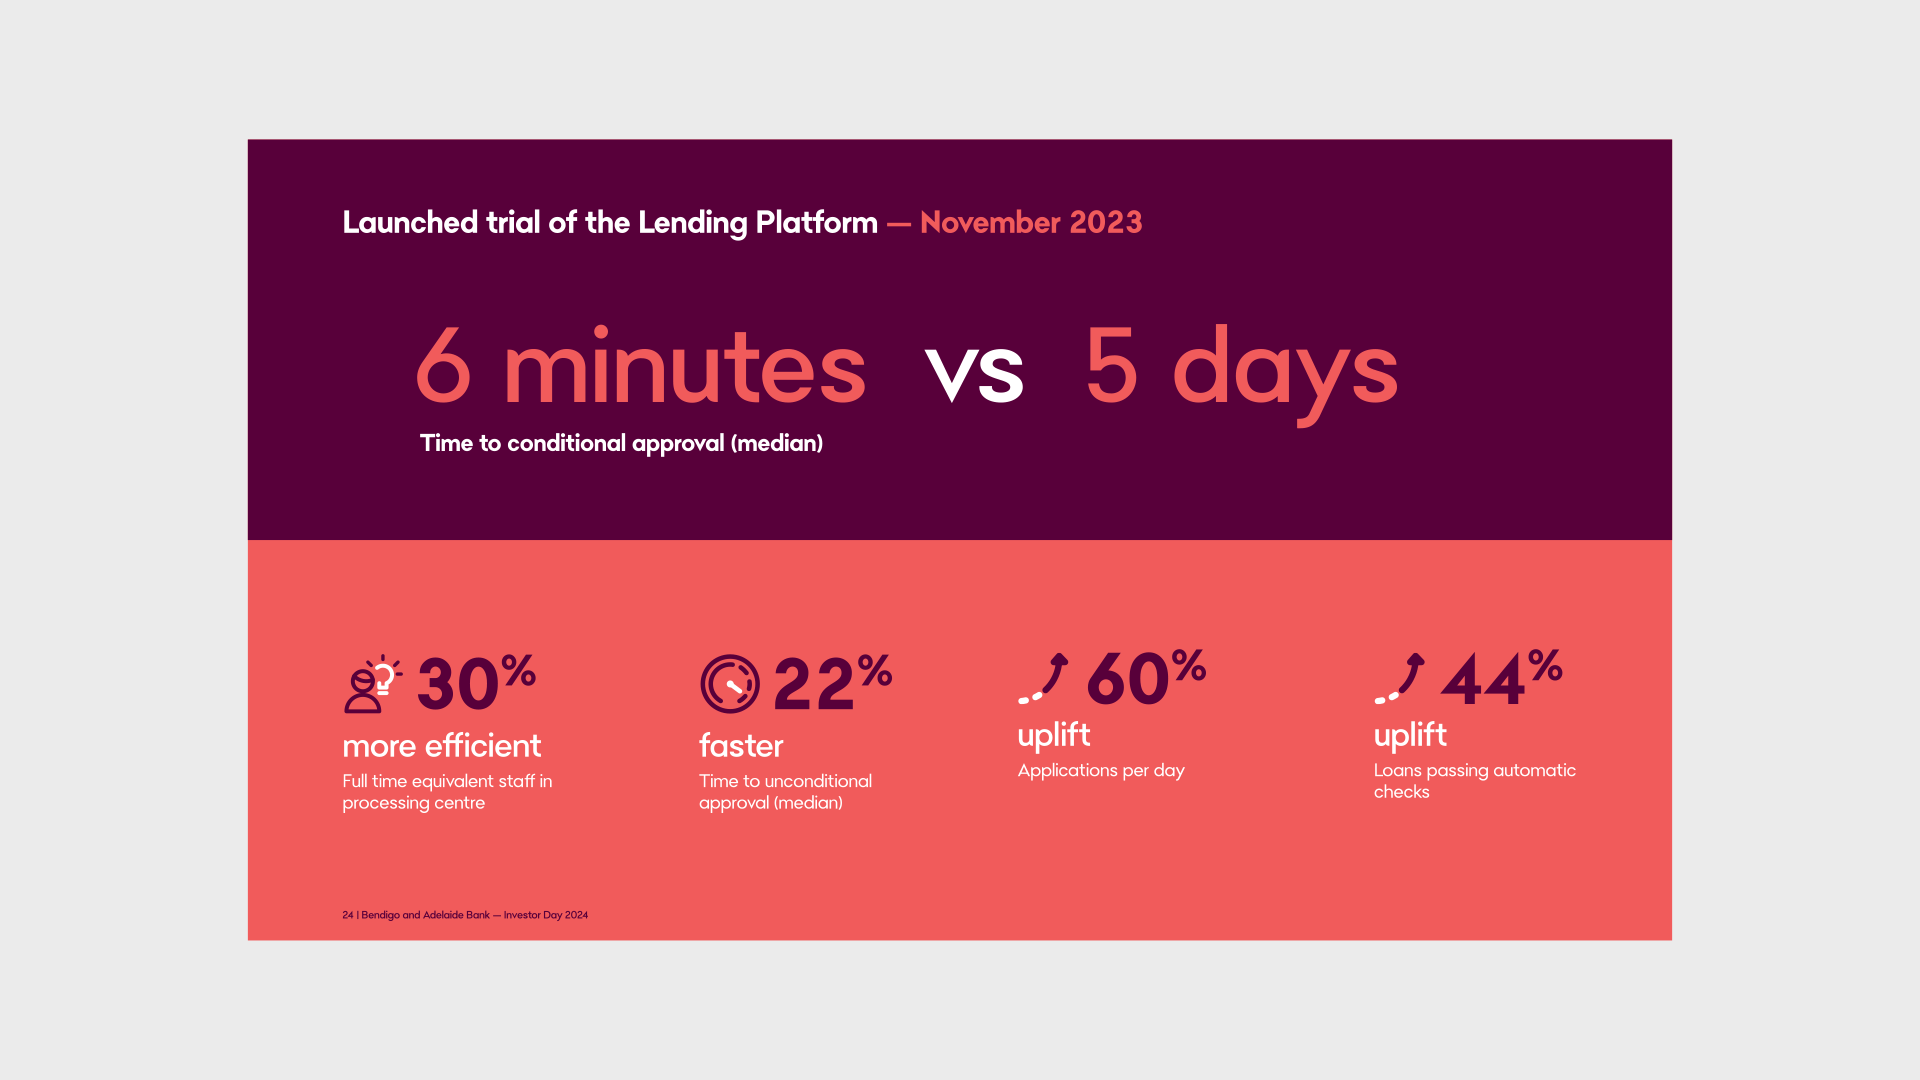 Launched trial of the Lending Platform — November 2023
6 minutes vs 5 days
Time to conditional approval (median)
30%
more efficient
Full time equivalent staff in
processing centre
22%
faster
Time to unconditional
approval (median)
60%
uplift
Applications per day
44%
uplift
Loans passing automatic
checks
24 | Bendigo and Adelaide Bank — Investor Day 2024